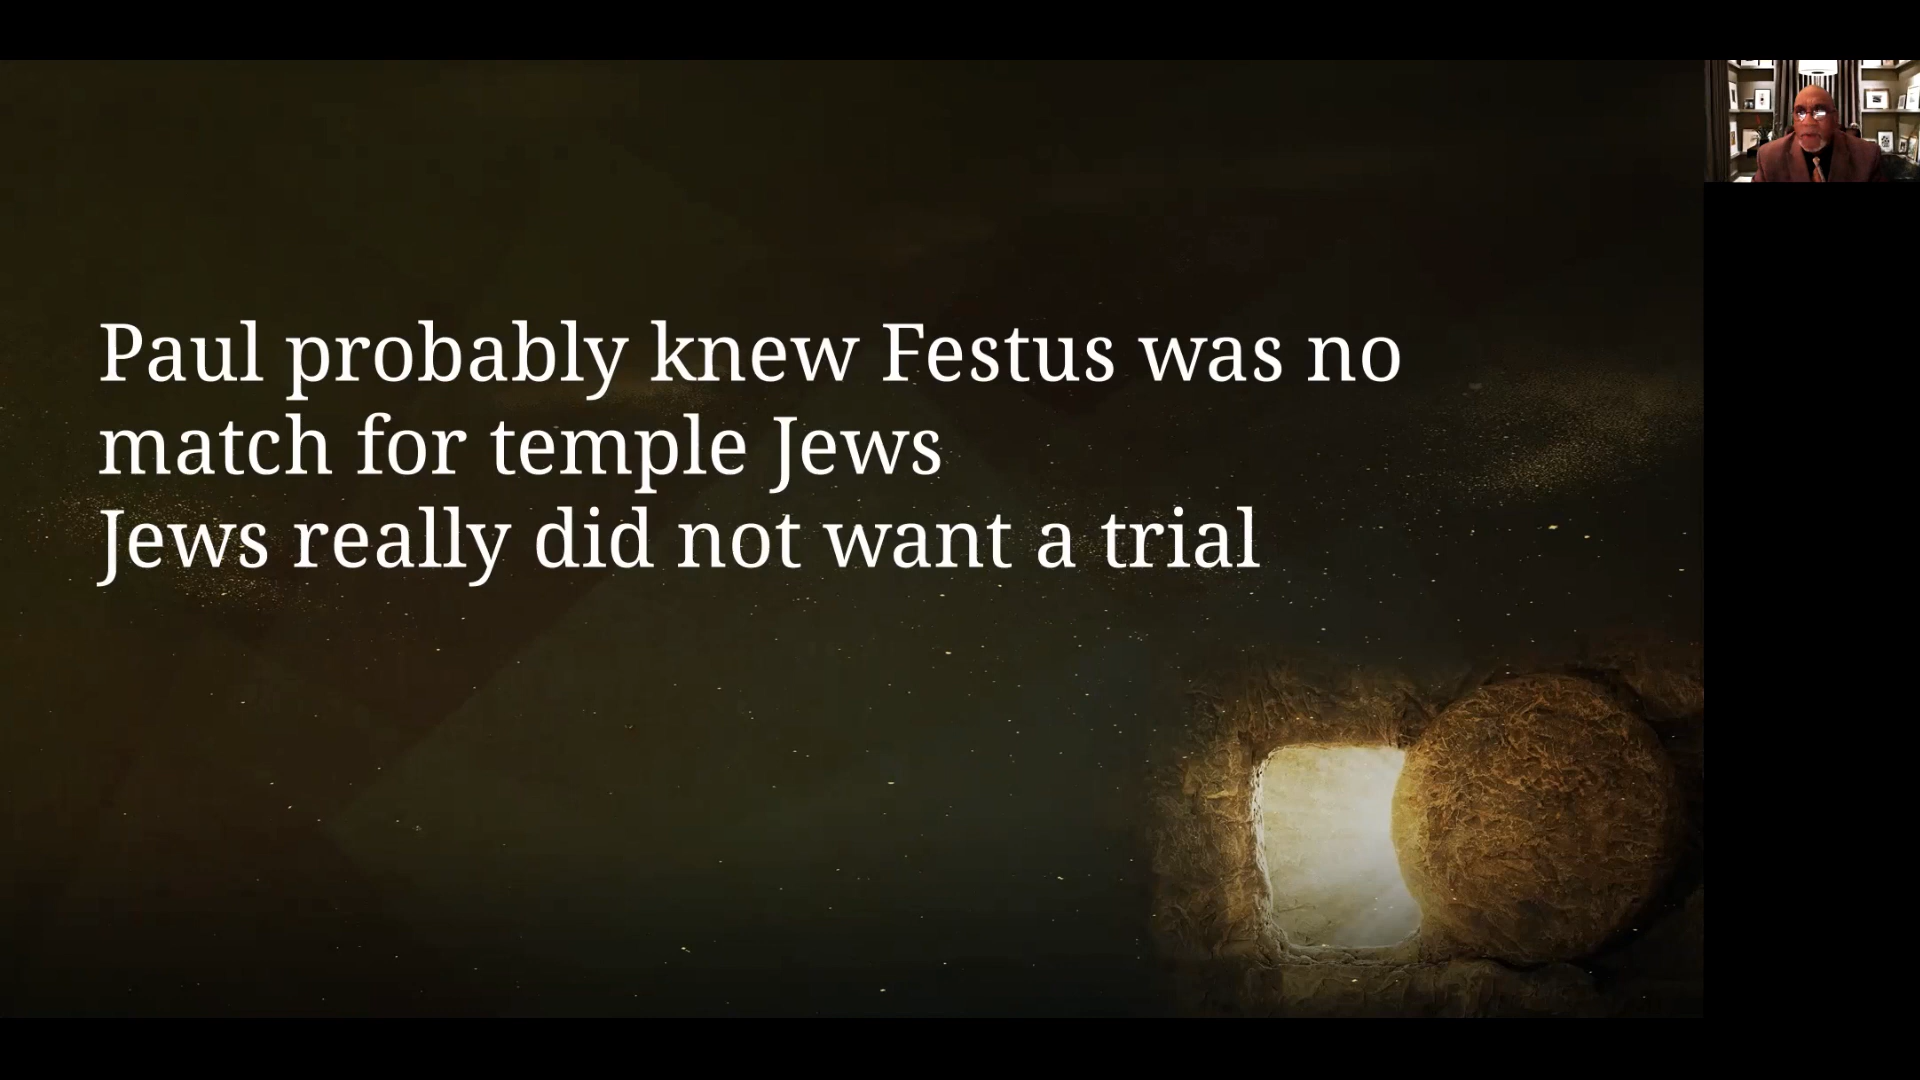 Paul probably knew Festus was no
match for temple Jews
Jews really did not want a trial